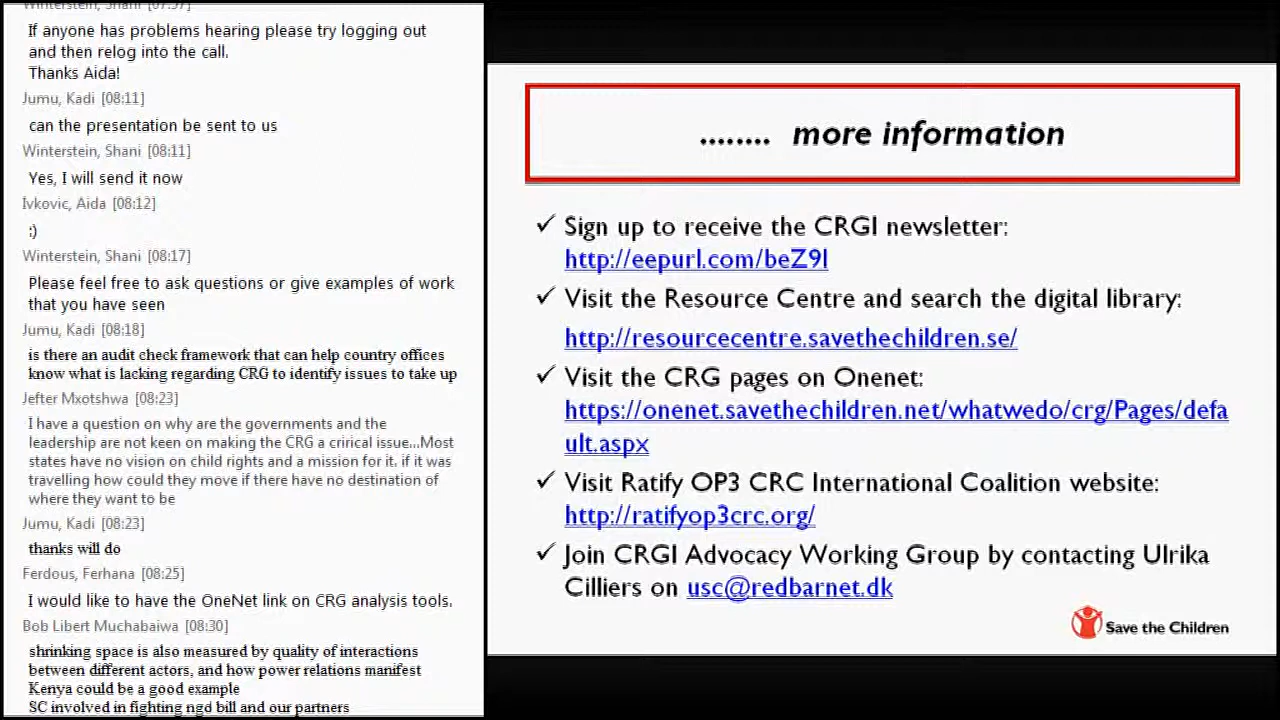 Winterstein, Shani [07:57]
If anyone has problems hearing please try logging out
and then relog into the call.
Thanks Aida!
Jumu, Kadi [08:11]
can the presentation be sent to us
Winterstein, Shani [08:11]
Yes, I will send it now
Ivkovic, Aida [08:12]
:)
Winterstein, Shani [08:17]
Please feel free to ask questions or give examples of work
that you have seen
Jumu, Kadi [08:18]
is there an audit check framework that can help country offices
know what is lacking regarding CRG to identify issues to take up
Jefter Mxotshwa [08:23]
I have a question on why are the governments and the
leadership are not keen on making the CRG a crirical issue...Most
states have no vision on child rights and a mission for it. if it was
travelling how could they move if there have no destination of
where they want to be
Jumu, Kadi [08:23]
thanks will do
Ferdous, Ferhana [08:25]
I would like to have the OneNet link on CRG analysis tools.
Bob Libert Muchabaiwa [08:30]
shrinking space is also measured by quality of interactions
between different actors, and how power relations manifest
Kenya could be a good example
SC involved in fighting ngo bill and our partners
........ more information
✓ Sign up to receive the CRGI newsletter:
http://eepurl.com/beZ9l
✓ Visit the Resource Centre and search the digital library:
http://resourcecentre.savethechildren.se/
✓ Visit the CRG pages on Onenet:
https://onenet.savethechildren.net/whatwedo/crg/Pages/defa
ult.aspx
✓ Visit Ratify OP3 CRC International Coalition website:
http://ratifyop3crc.org/
✓ Join CRGI Advocacy Working Group by contacting Ulrika
Cilliers on usc@redbarnet.dk
Save the Children